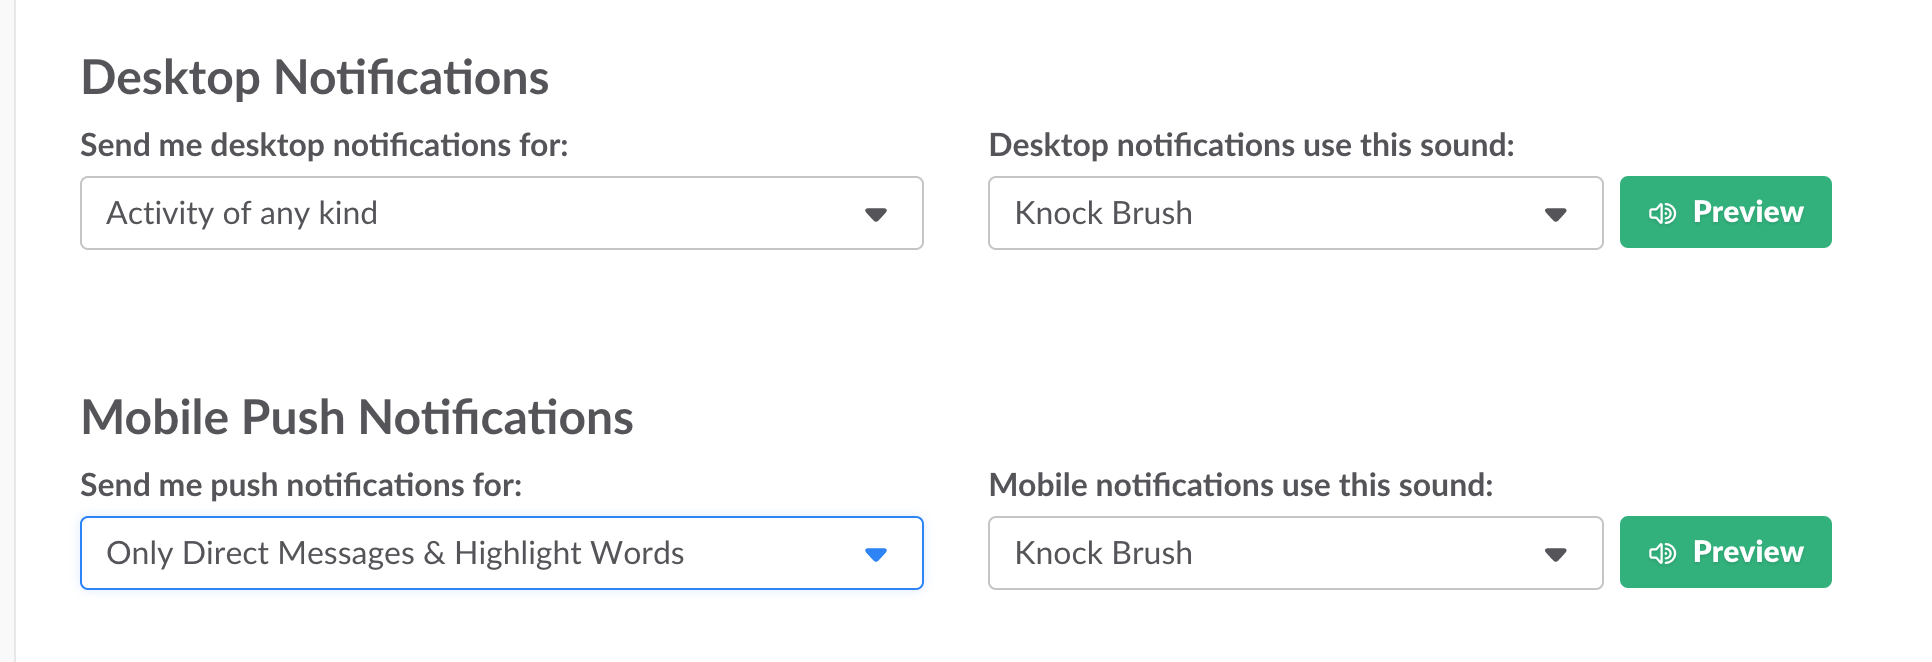 Desktop Notifications
Send me desktop notifications for:
Desktop notifications use this sound:
Activity of any kind
Knock Brush
Preview
Mobile Push Notifications
Send me push notifications for:
Mobile notifications use this sound:
Only Direct Messages & Highlight Words
Knock Brush
Preview